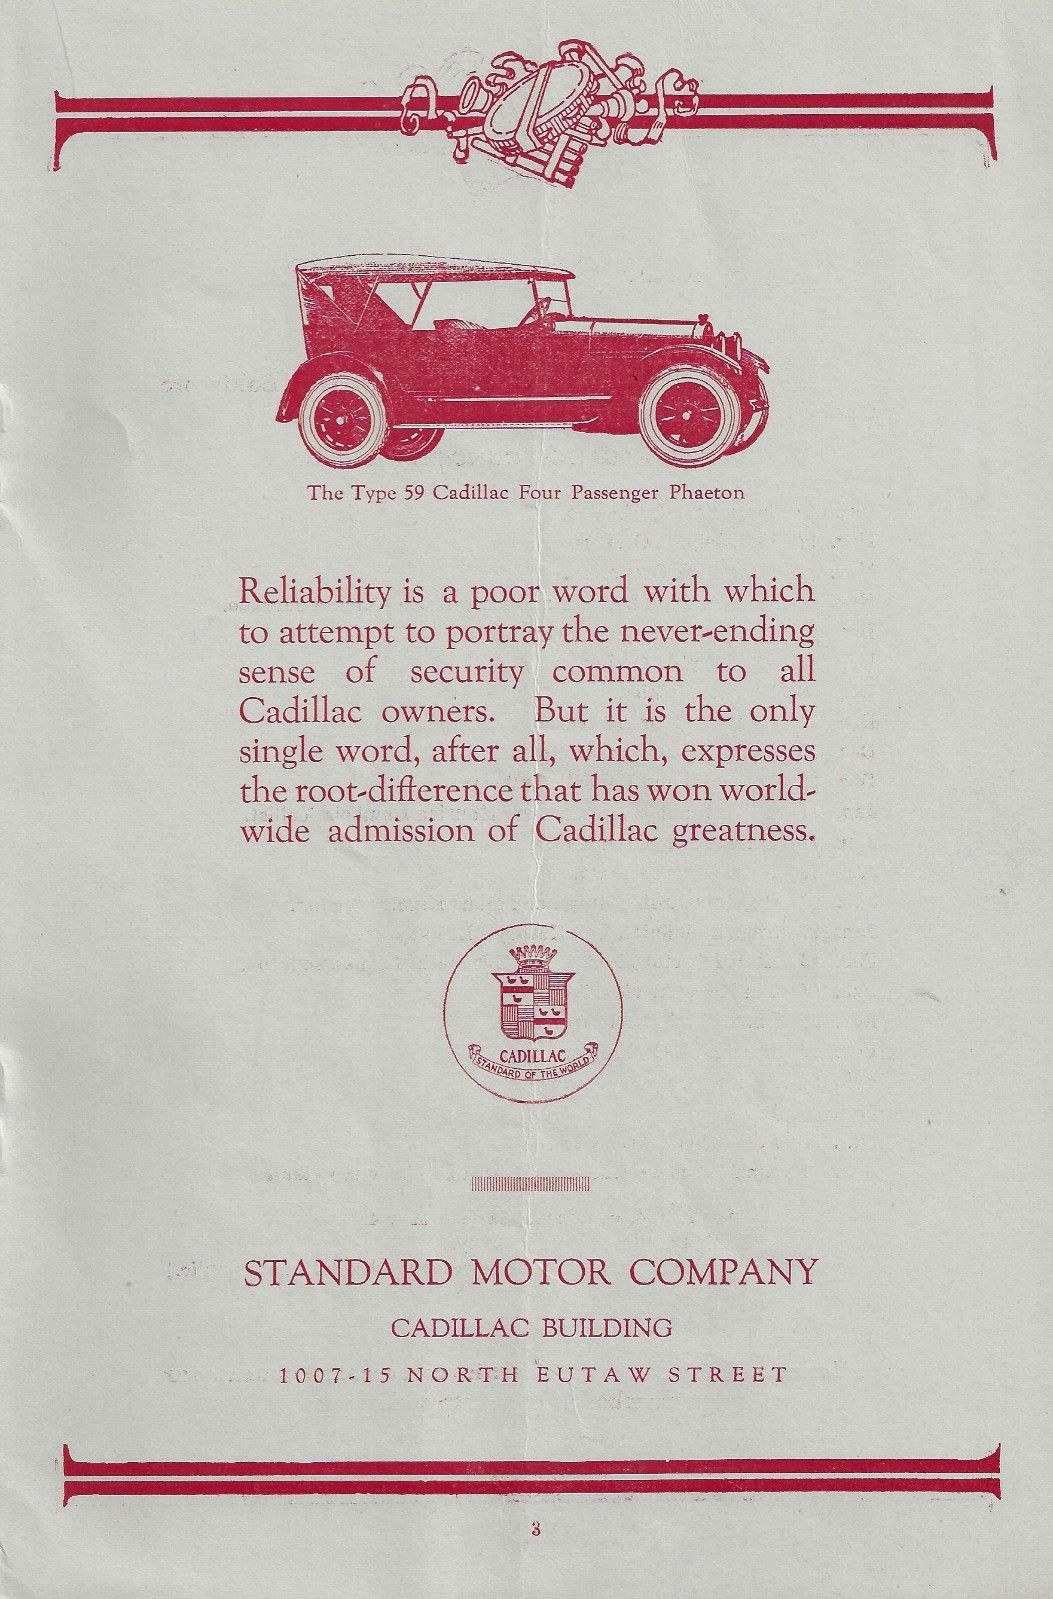 The Type 59 Cadillac Four Passenger Phaeton
Reliability is a poor word with which
to attempt to portray the never-ending
sense of security common to all
Cadillac owners. But it is the only
single word, after all, which, expresses
the root-difference that has won world-
wide admission of Cadillac greatness.
CADILLAC
STANDARD OF THE WORLD
STANDARD MOTOR COMPANY
CADILLAC BUILDING
1007-15 NORTH EUTAW STREET
3